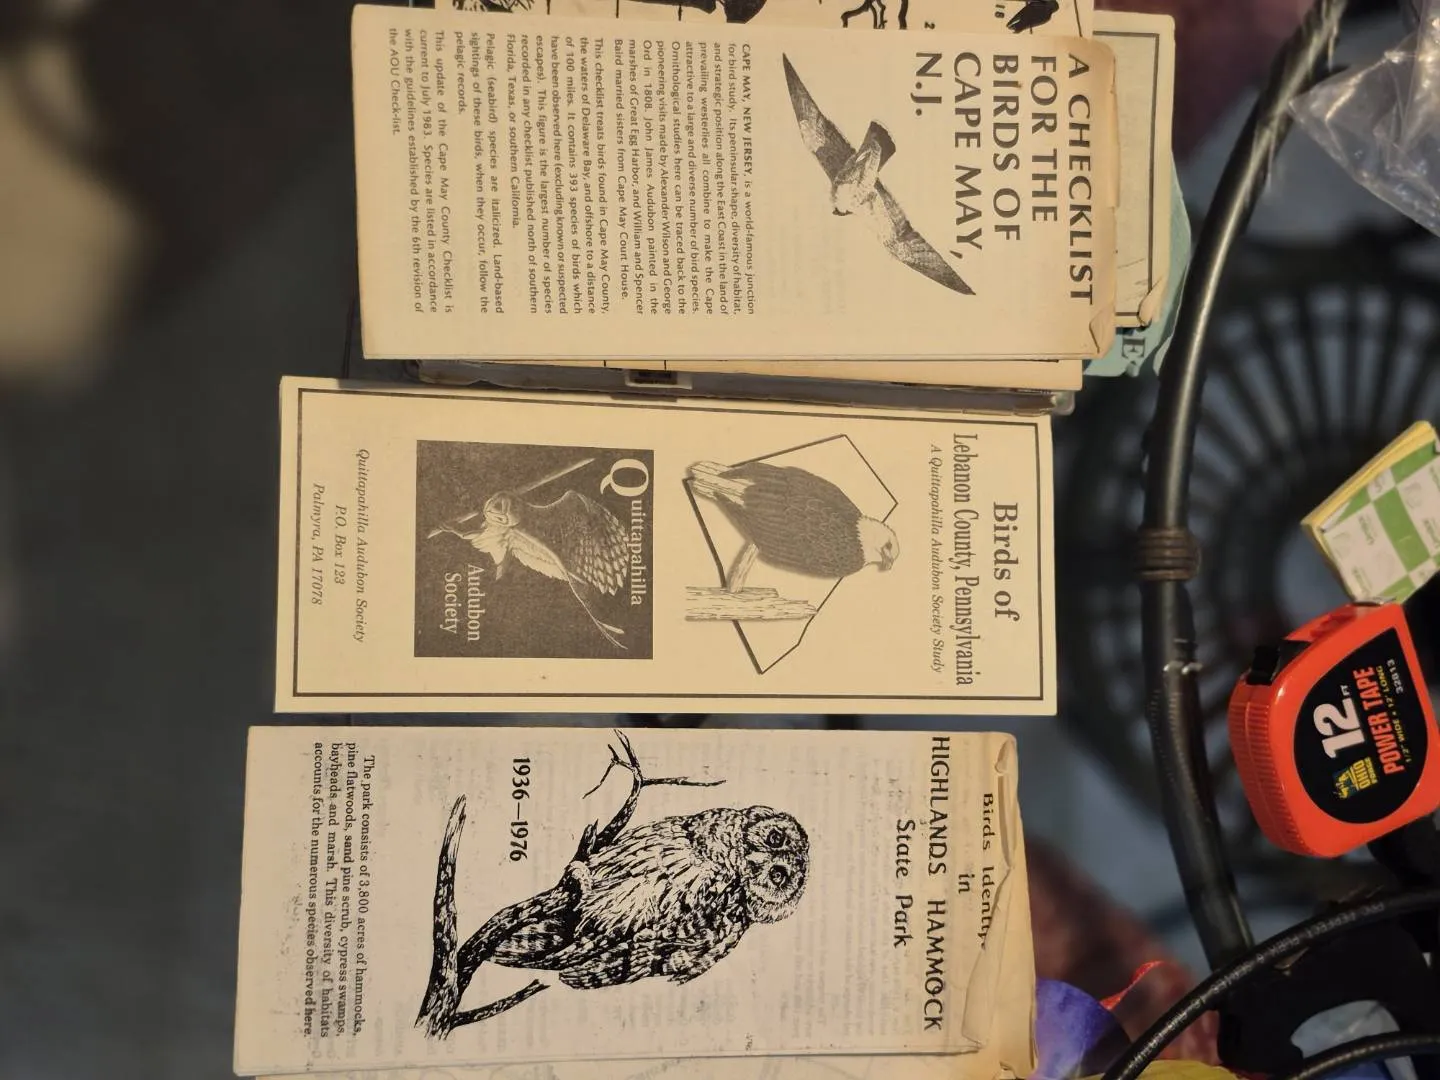 A CHECKLIST
FOR THE
BIRDS OF
CAPE MAY,
N.J.
CAPE MAY, NEW JERSEY, is a world-famous junction
for bird study. Its peninsular shape, diversity of habitat,
and strategic position along the East Coast in the land of
prevailing westerlies all combine to make the Cape
attractive to a large and diverse number of bird species.
Ornithological studies here can be traced back to the
pioneering visits made by Alexander Wilson and George
Ord in 1808. John James Audubon painted in the
marshes of Great Egg Harbor, and William and Spencer
Baird married sisters from Cape May Court House.
This checklist treats birds found in Cape May County,
the waters of Delaware Bay, and offshore to a distance
of 100 miles. It contains 393 species of birds which
have been observed here (excluding known or suspected
escapes). This figure is the largest number of species
recorded in any checklist published north of southern
Florida, Texas, or southern California.
Pelagic (seabird) species are italicized. Land-based
sightings of these birds, when they occur, follow the
pelagic records.
This update of the Cape May County Checklist is
current to July 1983. Species are listed in accordance
with the guidelines established by the 6th revision of
the AOU Check-list.
18
2
E
Birds of
Lebanon County, Pennsylvania
A Quittapahilla Audubon Society Study
Quittapahilla
Audubon
Society
Quittapahilla Audubon Society
P.O. Box 123
Palmyra, PA 17078
Birds Identify
in
HIGHLANDS HAMMOCK
State Park
1936—1976
The park consists of 3,800 acres of hammocks,
pine flatwoods, sand pine scrub, cypress swamps,
bayheads and marsh. This diversity of habitats
accounts for the numerous species observed here.
12 FT
POWER TAPE
1/2" WIDE • 12' LONG
32813
OHIO
FORGE